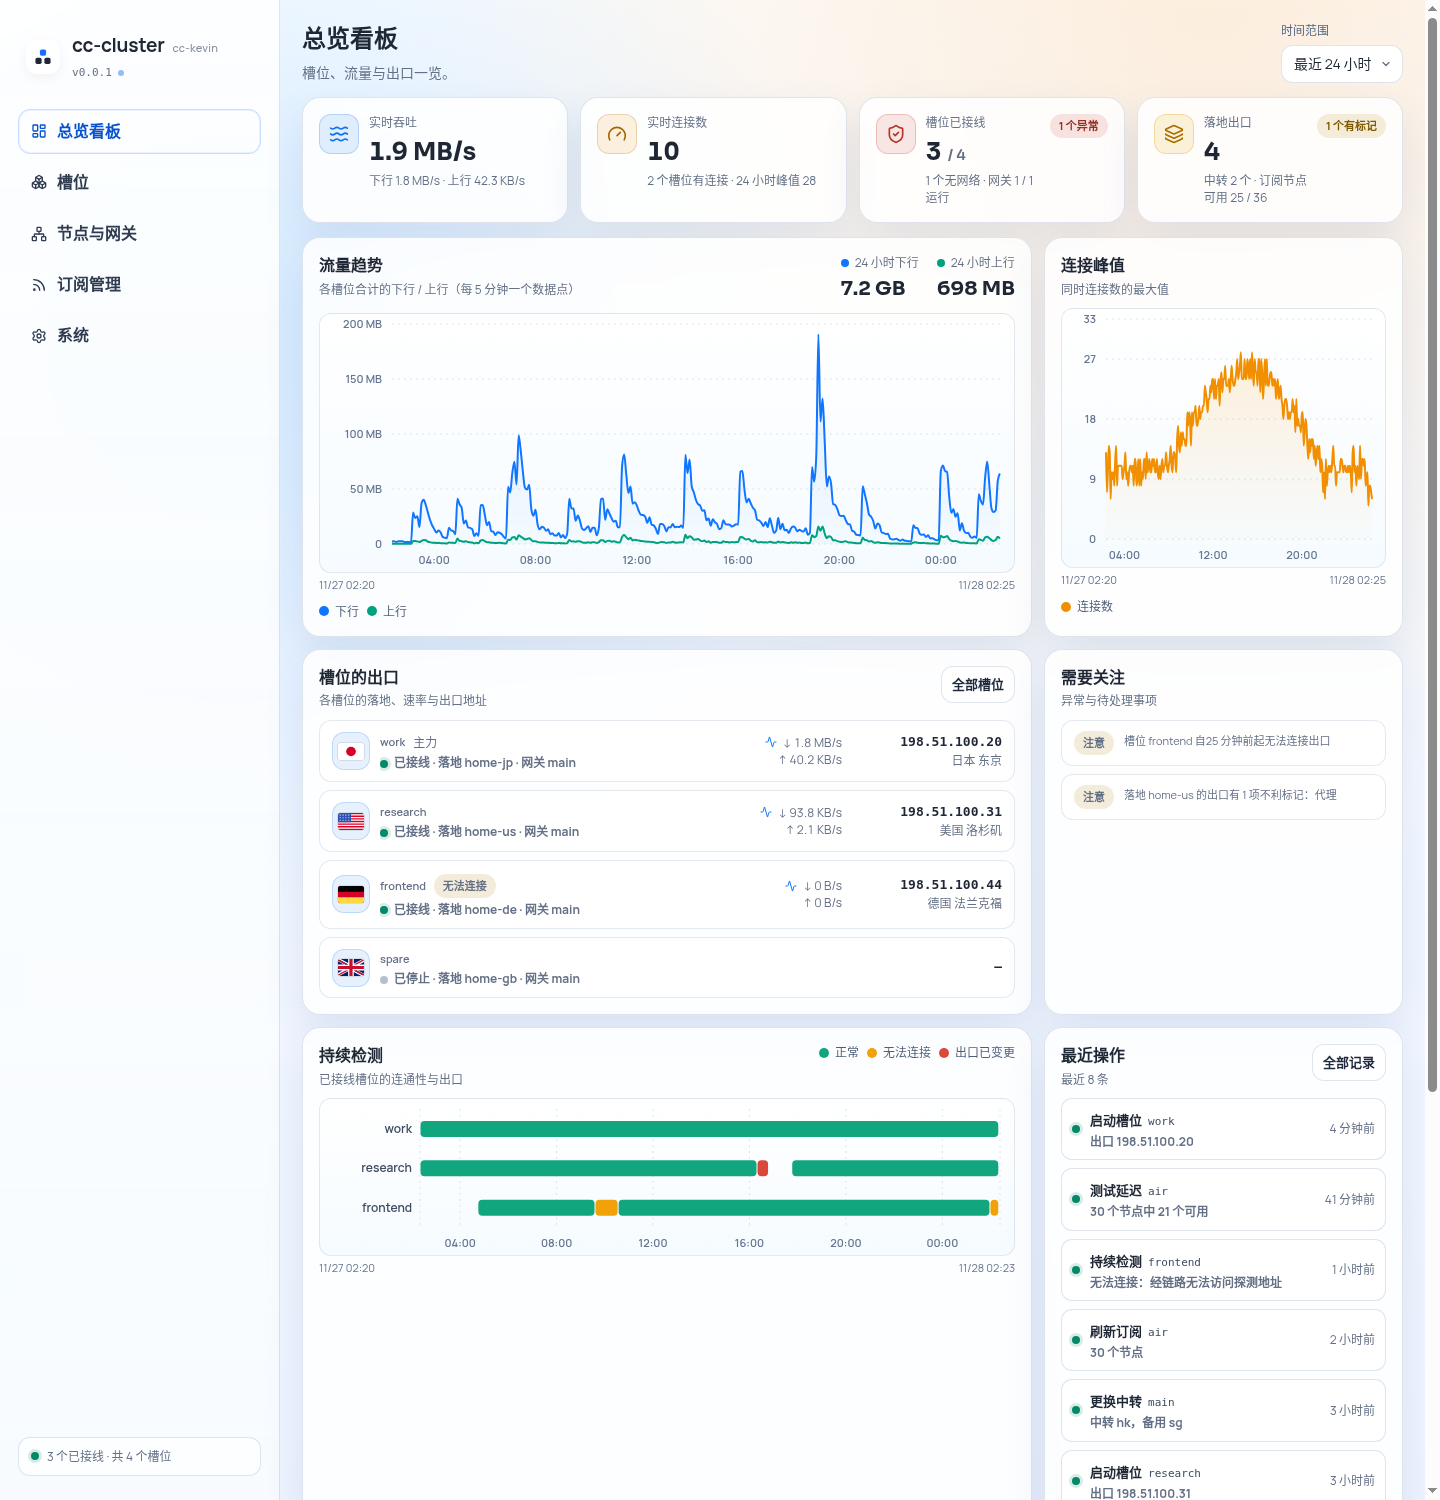 cc-cluster cc-kevin
v0.0.1
总览看板
槽位
节点与网关
订阅管理
系统
3 个已接线 · 共 4 个槽位
总览看板
槽位、流量与出口一览。
时间范围
最近 24 小时
实时吞吐
1.9 MB/s
下行 1.8 MB/s · 上行 42.3 KB/s
实时连接数
10
2 个槽位有连接 · 24 小时峰值 28
槽位已接线
1 个异常
3 / 4
1 个无网络 · 网关 1 / 1
运行
落地出口
1 个有标记
4
中转 2 个 · 订阅节点
可用 25 / 36
流量趋势
各槽位合计的下行 / 上行（每 5 分钟一个数据点）
24 小时下行
7.2 GB
24 小时上行
698 MB
200 MB
150 MB
100 MB
50 MB
0
04:00 08:00 12:00 16:00 20:00 00:00
11/27 02:20 11/28 02:25
下行 上行
连接峰值
同时连接数的最大值
33
27
18
9
0
04:00 12:00 20:00
11/27 02:20 11/28 02:25
连接数
槽位的出口
各槽位的落地、速率与出口地址
全部槽位
work 主力
已接线 · 落地 home-jp · 网关 main
↓ 1.8 MB/s
↑ 40.2 KB/s
198.51.100.20
日本 东京
research
已接线 · 落地 home-us · 网关 main
↓ 93.8 KB/s
↑ 2.1 KB/s
198.51.100.31
美国 洛杉矶
frontend 无法连接
已接线 · 落地 home-de · 网关 main
↓ 0 B/s
↑ 0 B/s
198.51.100.44
德国 法兰克福
spare
已停止 · 落地 home-gb · 网关 main
–
需要关注
异常与待处理事项
注意 槽位 frontend 自25 分钟前起无法连接出口
注意 落地 home-us 的出口有 1 项不利标记：代理
持续检测
已接线槽位的连通性与出口
正常 无法连接 出口已变更
work
research
frontend
04:00 08:00 12:00 16:00 20:00 00:00
11/27 02:20 11/28 02:23
最近操作
最近 8 条
全部记录
启动槽位 work
出口 198.51.100.20
4 分钟前
测试延迟 air
30 个节点中 21 个可用
41 分钟前
持续检测 frontend
无法连接：经链路无法访问探测地址
1 小时前
刷新订阅 air
30 个节点
2 小时前
更换中转 main
中转 hk，备用 sg
3 小时前
启动槽位 research
出口 198.51.100.31
3 小时前